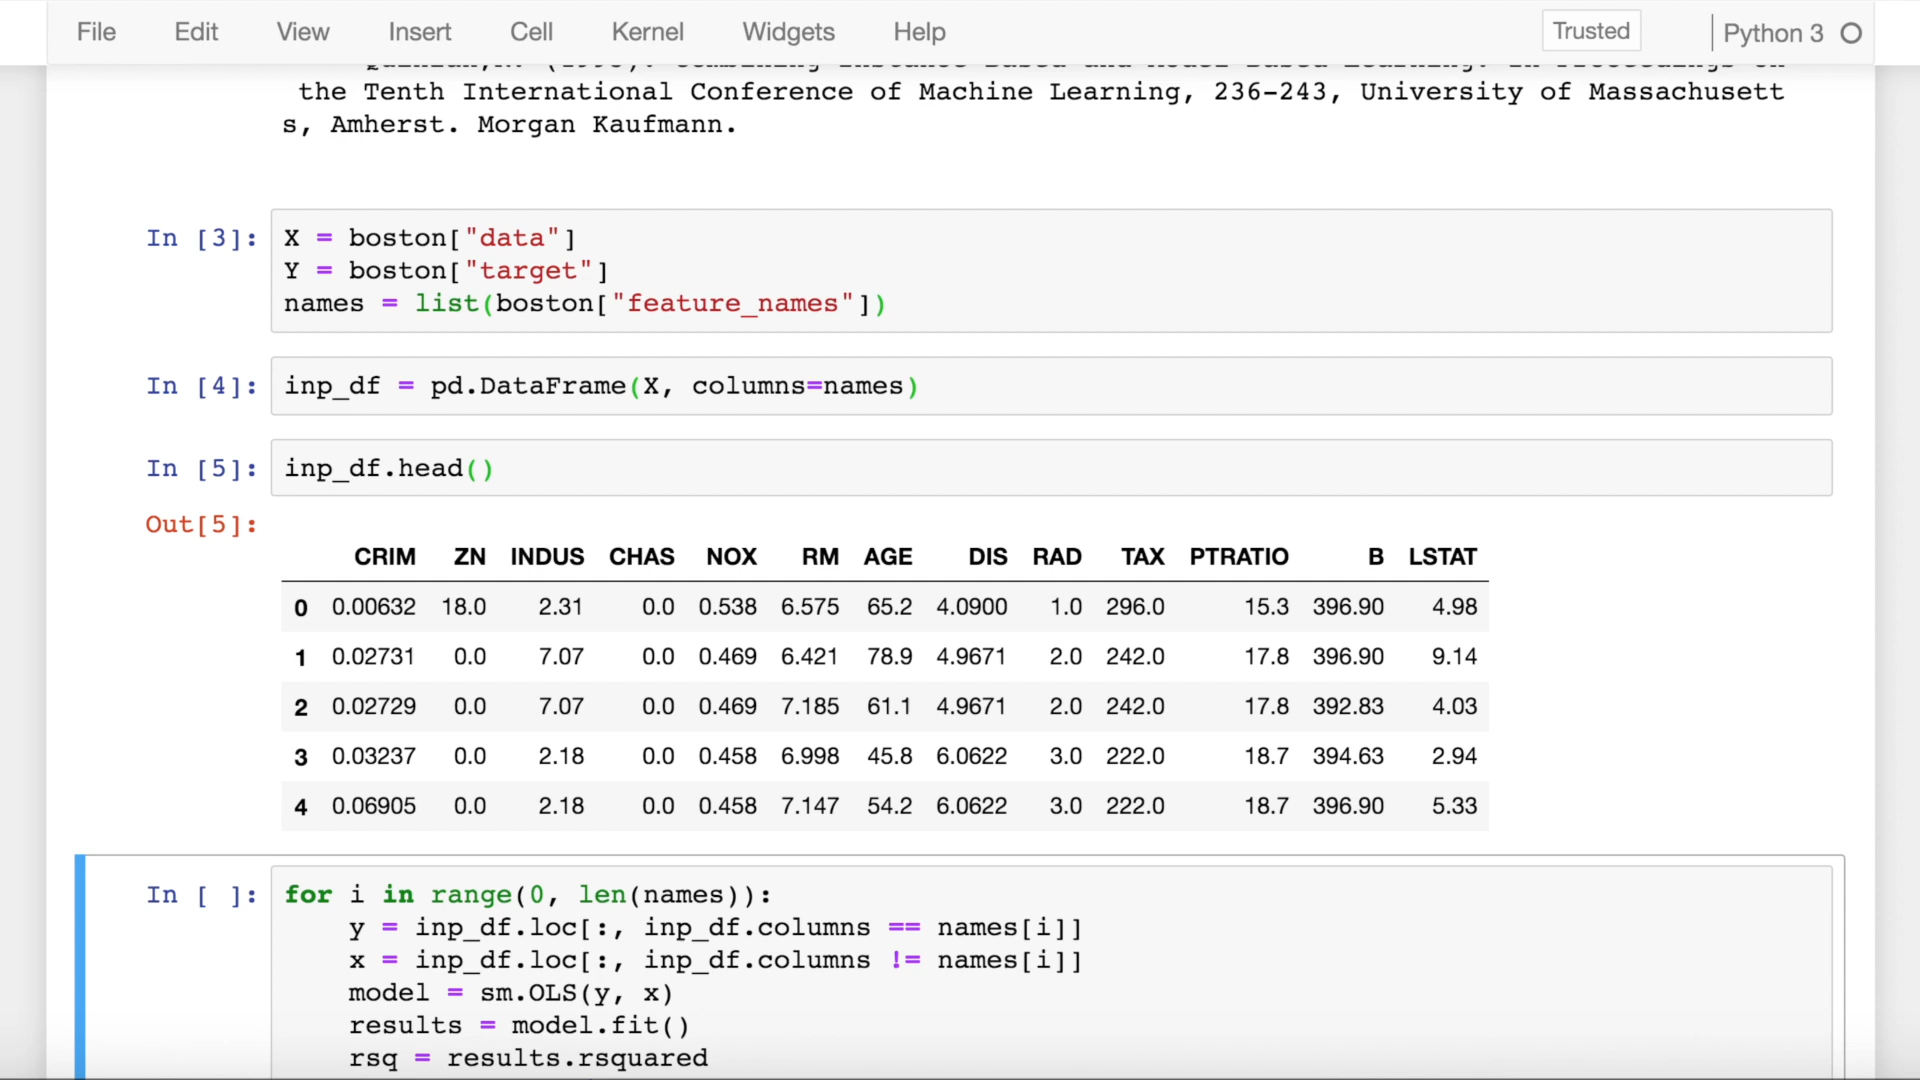 File Edit View Insert Cell Kernel Widgets Help Trusted Python 3
the Tenth International Conference of Machine Learning, 236-243, University of Massachusett
s, Amherst. Morgan Kaufmann.
In [3]: X = boston["data"]
Y = boston["target"]
names = list(boston["feature_names"])
In [4]: inp_df = pd.DataFrame(X, columns=names)
In [5]: inp_df.head()
Out[5]:
CRIM ZN INDUS CHAS NOX RM AGE DIS RAD TAX PTRATIO B LSTAT
0 0.00632 18.0 2.31 0.0 0.538 6.575 65.2 4.0900 1.0 296.0 15.3 396.90 4.98
1 0.02731 0.0 7.07 0.0 0.469 6.421 78.9 4.9671 2.0 242.0 17.8 396.90 9.14
2 0.02729 0.0 7.07 0.0 0.469 7.185 61.1 4.9671 2.0 242.0 17.8 392.83 4.03
3 0.03237 0.0 2.18 0.0 0.458 6.998 45.8 6.0622 3.0 222.0 18.7 394.63 2.94
4 0.06905 0.0 2.18 0.0 0.458 7.147 54.2 6.0622 3.0 222.0 18.7 396.90 5.33
In [ ]: for i in range(0, len(names)):
y = inp_df.loc[:, inp_df.columns == names[i]]
x = inp_df.loc[:, inp_df.columns != names[i]]
model = sm.OLS(y, x)
results = model.fit()
rsq = results.rsquared